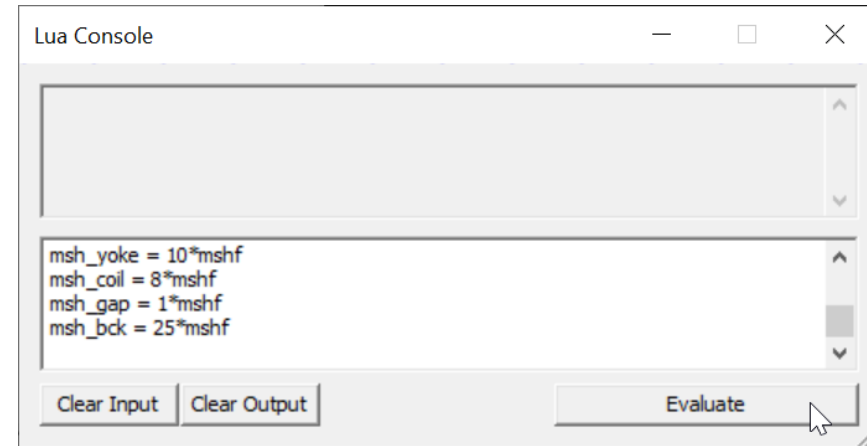 Lua Console
msh_yoke = 10*mshf
msh_coil = 8*mshf
msh_gap = 1*mshf
msh_bck = 25*mshf
Clear Input Clear Output Evaluate